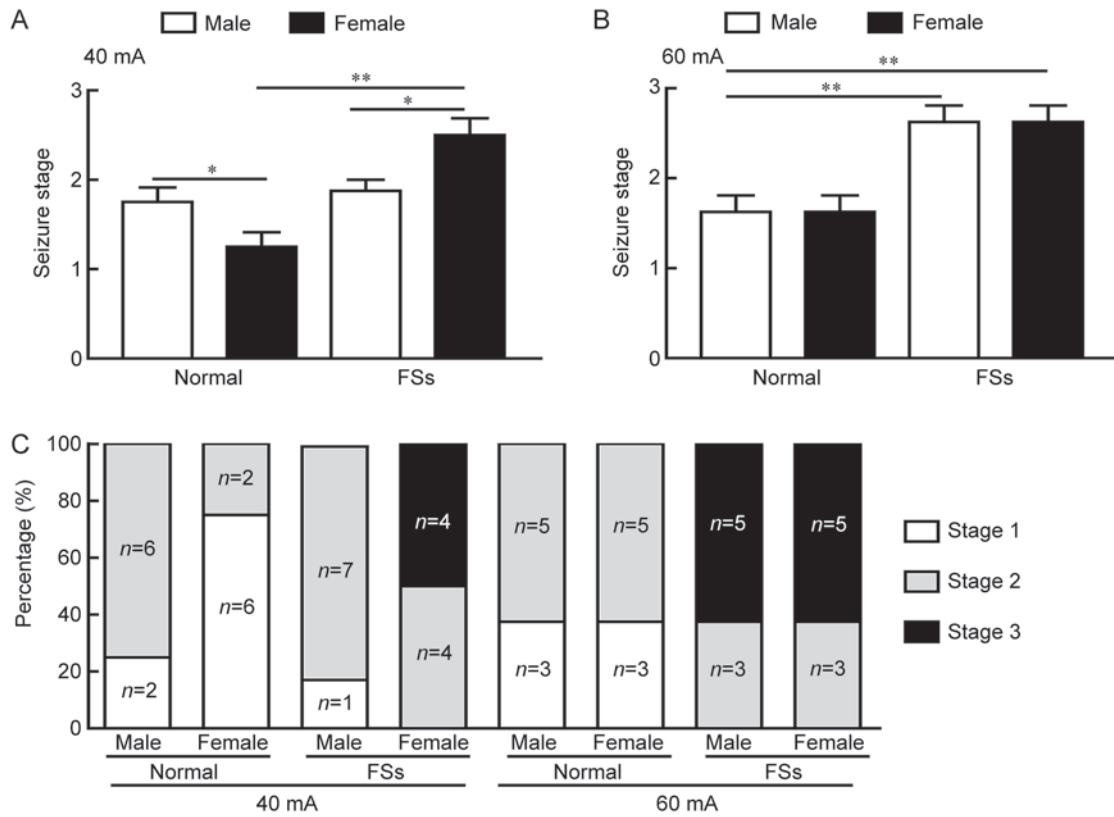 A
Male
Female
40 mA
**
*
*
3
2
1
0
Seizure stage
Normal
FSs
B
Male
Female
60 mA
**
**
3
2
1
0
Seizure stage
Normal
FSs
C
100
80
60
40
20
0
Percentage (%)
n=6
n=2
n=2
n=6
n=7
n=1
n=4
n=4
n=5
n=3
n=5
n=3
n=5
n=3
n=5
n=3
Stage 1
Stage 2
Stage 3
Male Female Male Female Male Female Male Female
Normal FSs Normal FSs
40 mA 60 mA